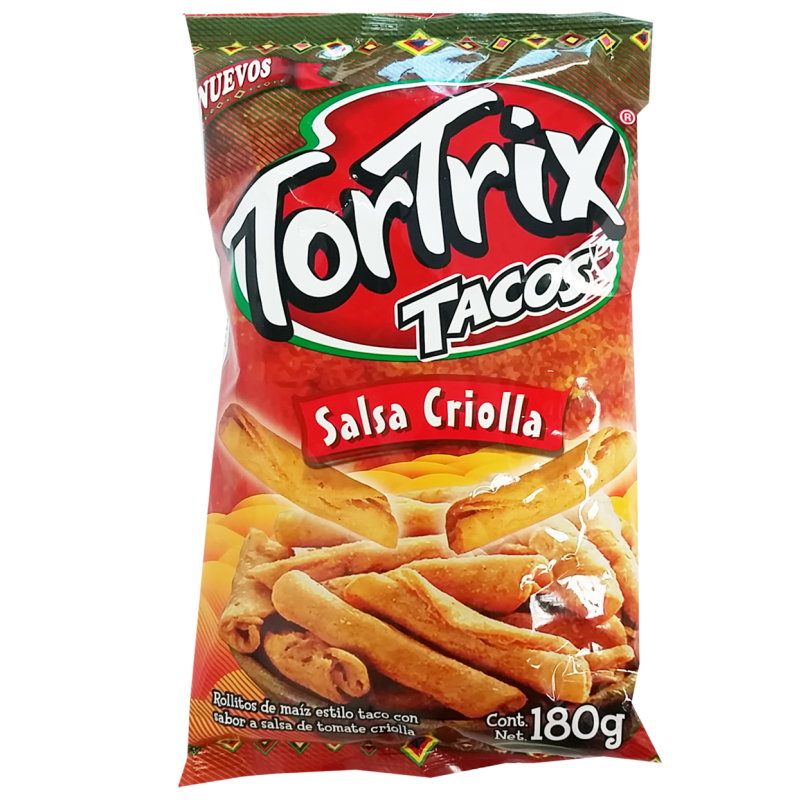 NUEVOS
TorTrix®
TACOS
Salsa Criolla
Rollitos de maíz estilo taco con
sabor a salsa de tomate criolla
Cont.
Net. 180g